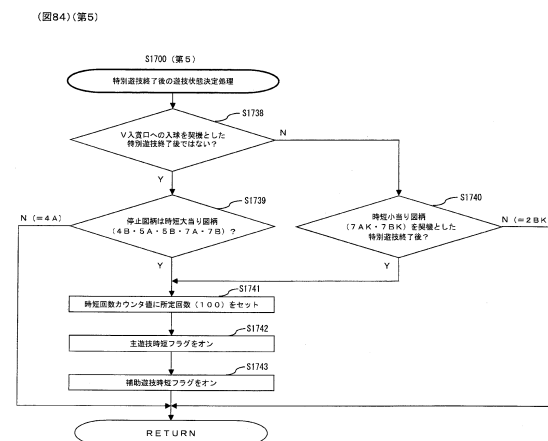 (図84)(第5)
S1700 (第5)
特別遊技終了後の遊技状態決定処理
S1738
V入賞口への入球を契機とした
特別遊技終了後ではない?
N
Y
S1739
S1740
N (=4A)
停止図柄は時短大当り図柄
(4B・5A・5B・7A・7B)?
時短小当り図柄
(7AK・7BK)を契機とした
特別遊技終了後?
N (=2BK
Y
Y
S1741
時短回数カウンタ値に所定回数(100)をセット
S1742
主遊技時短フラグをオン
S1743
補助遊技時短フラグをオン
RETURN